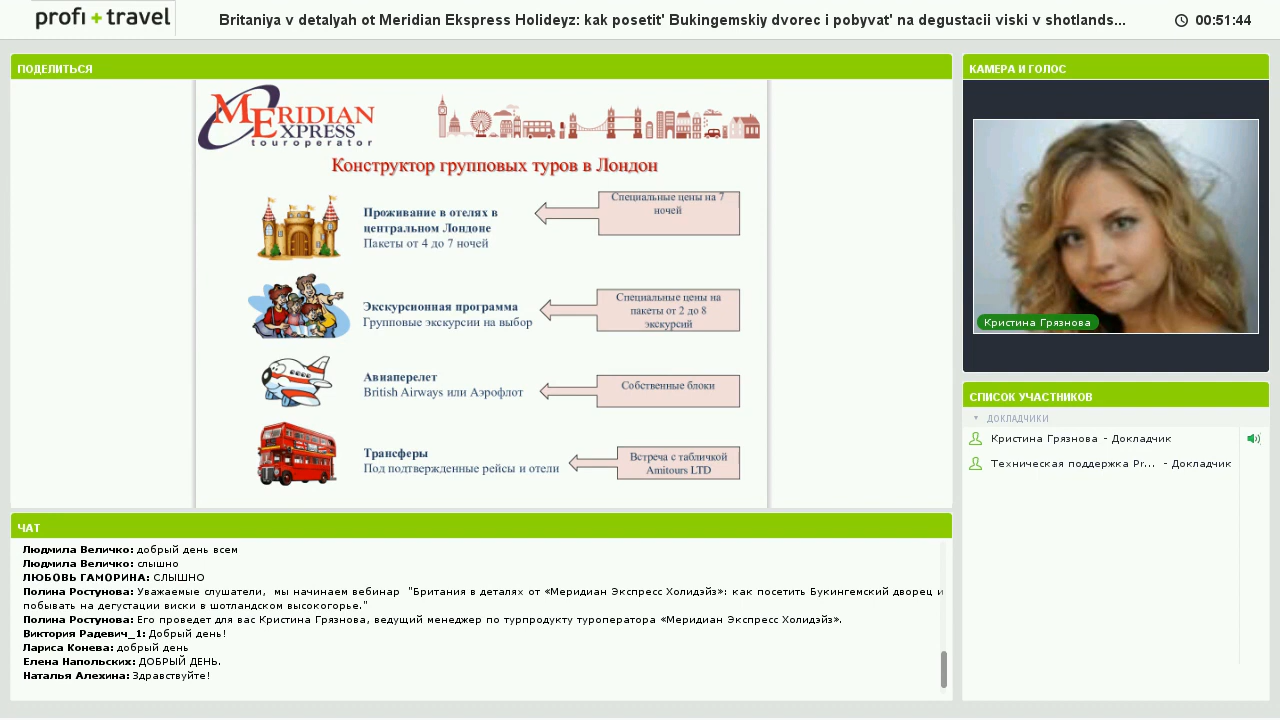 profi + travel
Britaniya v detalyah ot Meridian Ekspress Holideyz: kak posetit' Bukingemskiy dvorec i pobyvat' na degustacii viski v shotlands...
00:51:44
ПОДЕЛИТЬСЯ
MERIDIAN
EXPRESS
touroperator
Конструктор групповых туров в Лондон
Проживание в отелях в
центральном Лондоне
Пакеты от 4 до 7 ночей
Специальные цены на 7
ночей
Экскурсионная программа
Групповые экскурсии на выбор
Специальные цены на
пакеты от 2 до 8
экскурсий
Авиаперелет
British Airways или Аэрофлот
Собственные блоки
Трансферы
Под подтвержденные рейсы и отели
Встреча с табличкой
Amitours LTD
ЧАТ
Людмила Величко: добрый день всем
Людмила Величко: слышно
ЛЮБОВЬ ГАМОРИНА: СЛЫШНО
Полина Ростунова: Уважаемые слушатели, мы начинаем вебинар "Британия в деталях от «Меридиан Экспресс Холидэйз»: как посетить Букингемский дворец и
побывать на дегустации виски в шотландском высокогорье."
Полина Ростунова: Его проведет для вас Кристина Грязнова, ведущий менеджер по турпродукту туроператора «Меридиан Экспресс Холидэйз».
Виктория Радевич_1: Добрый день!
Лариса Конева: добрый день
Елена Напольских: ДОБРЫЙ ДЕНЬ.
Наталья Алехина: Здравствуйте!
КАМЕРА И ГОЛОС
Кристина Грязнова
СПИСОК УЧАСТНИКОВ
ДОКЛАДЧИКИ
Кристина Грязнова - Докладчик
Техническая поддержка Pr... - Докладчик